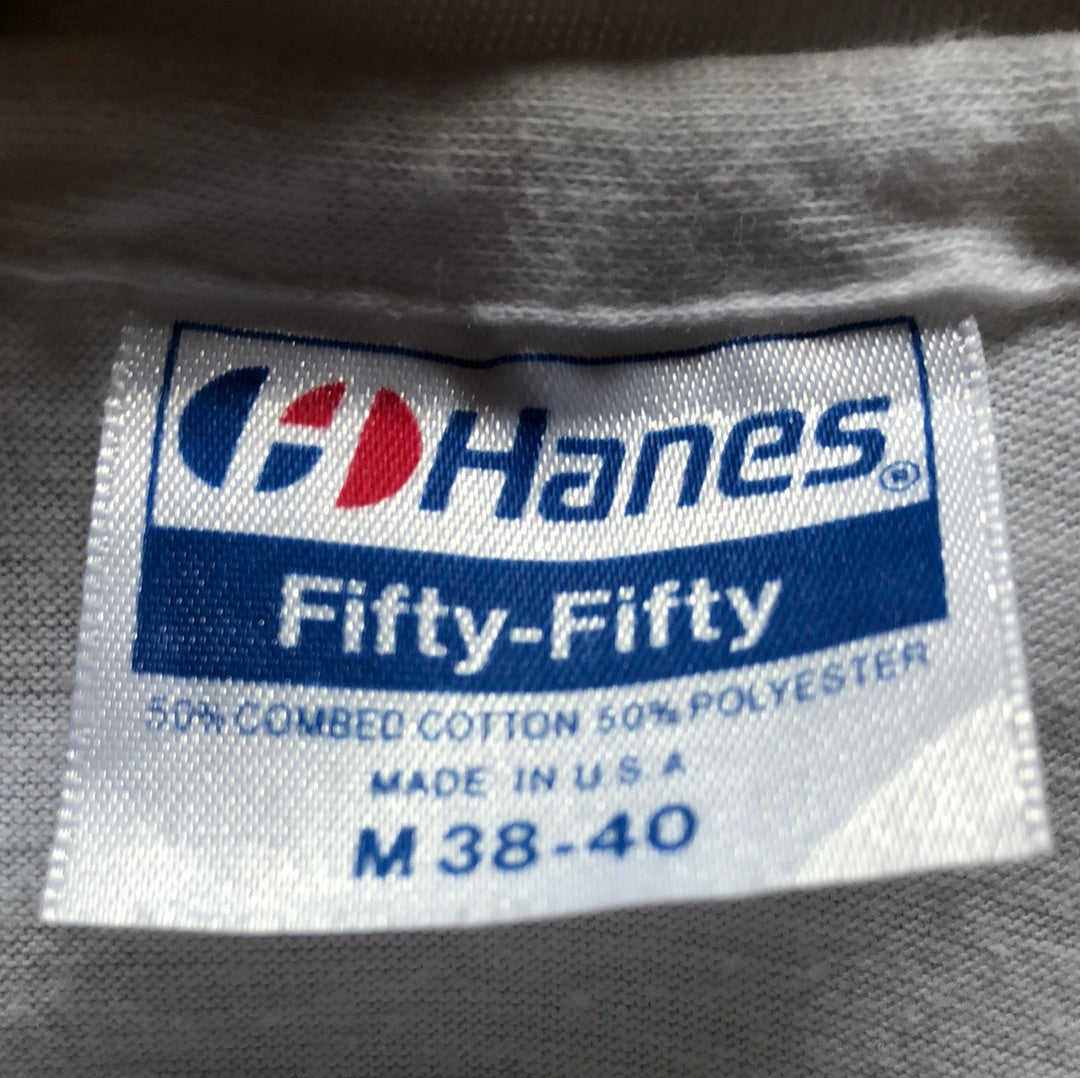 Hanes®
Fifty-Fifty
50% COMBED COTTON 50% POLYESTER
MADE IN U.S.A
M 38-40